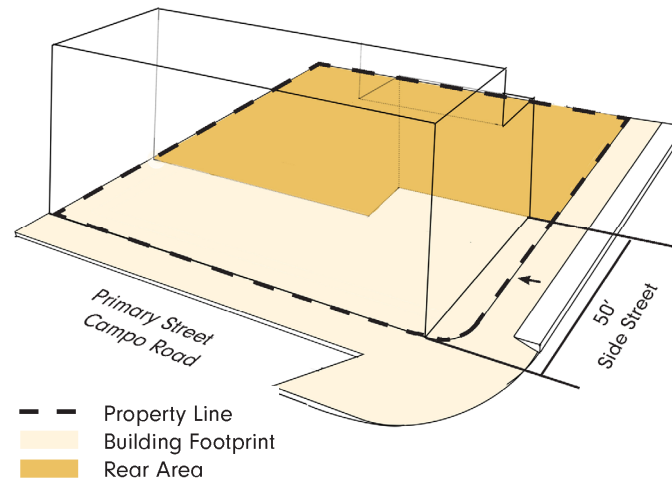 Primary Street
Campo Road
50'
Side Street
Property Line
Building Footprint
Rear Area